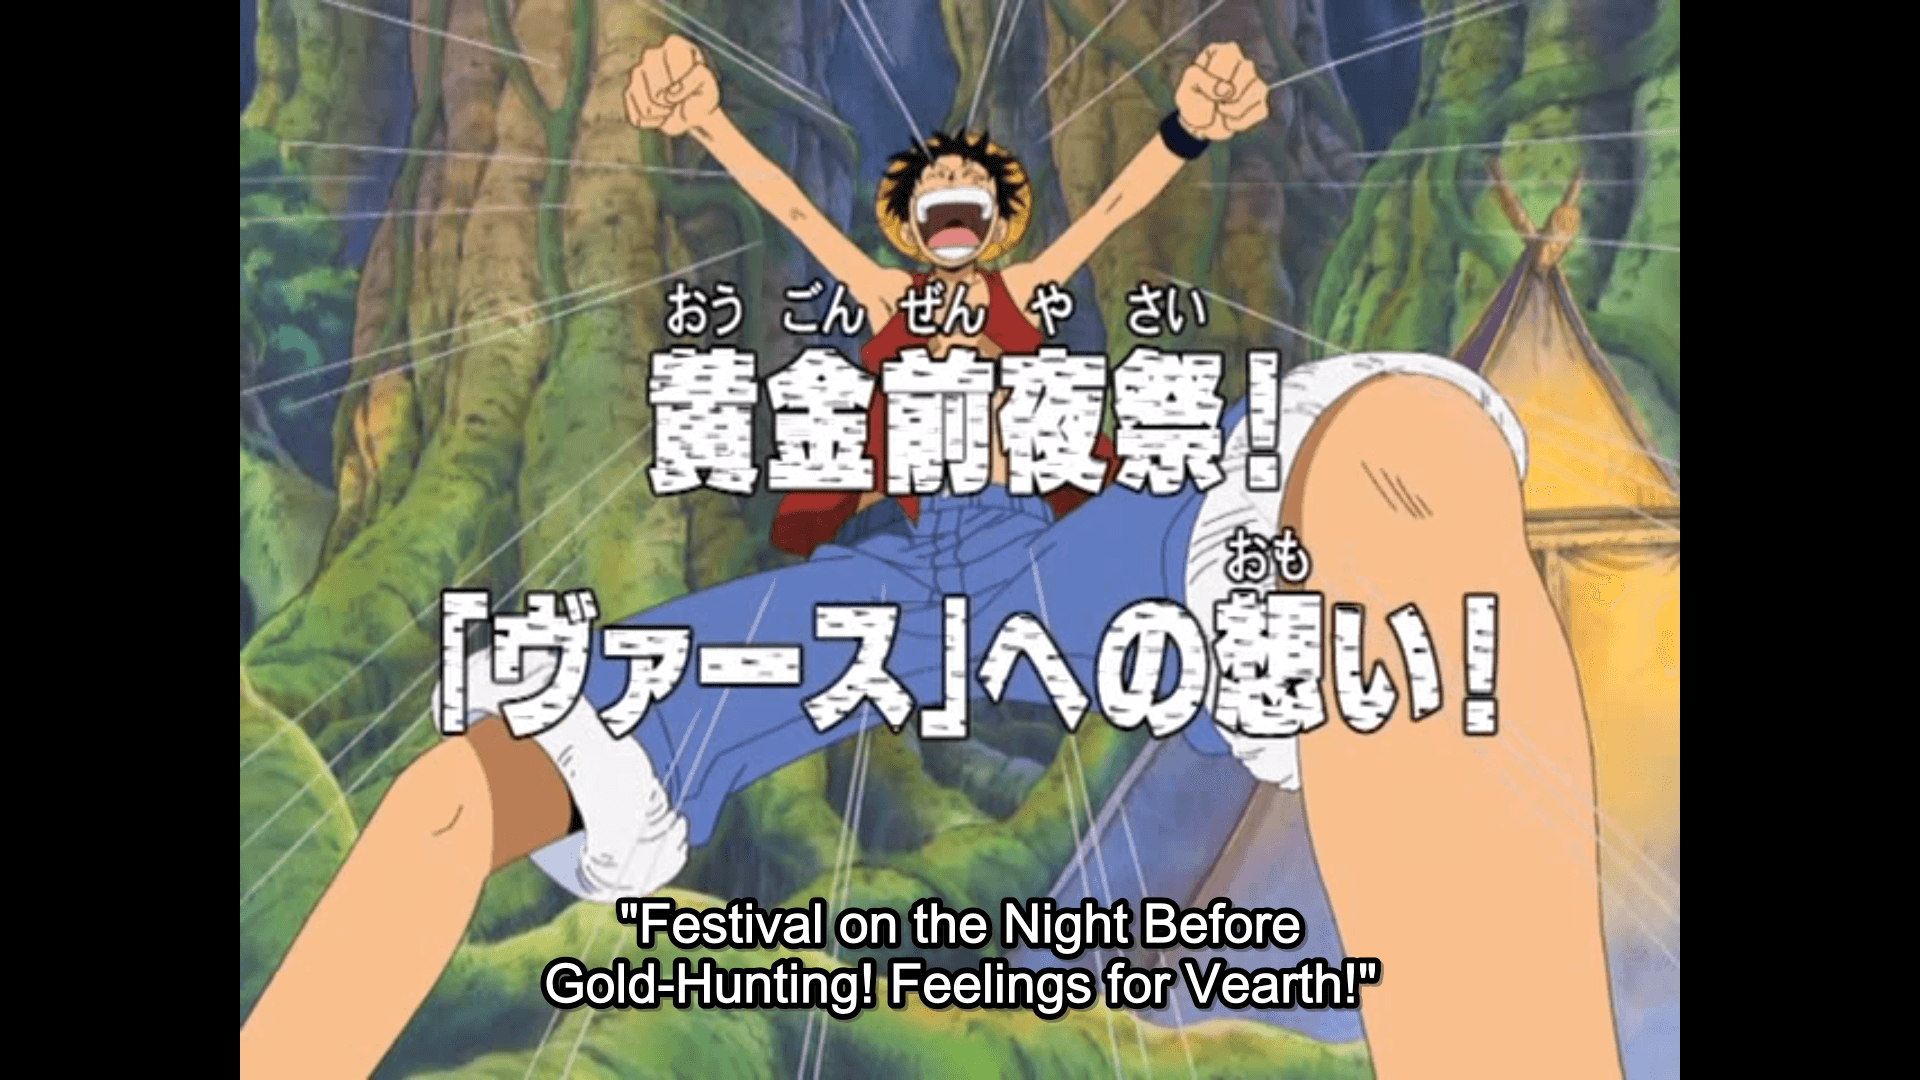 おう ごん ぜん や さい
黄金前夜祭!
おも
「ヴァース」への想い!
"Festival on the Night Before
Gold-Hunting! Feelings for Vearth!"